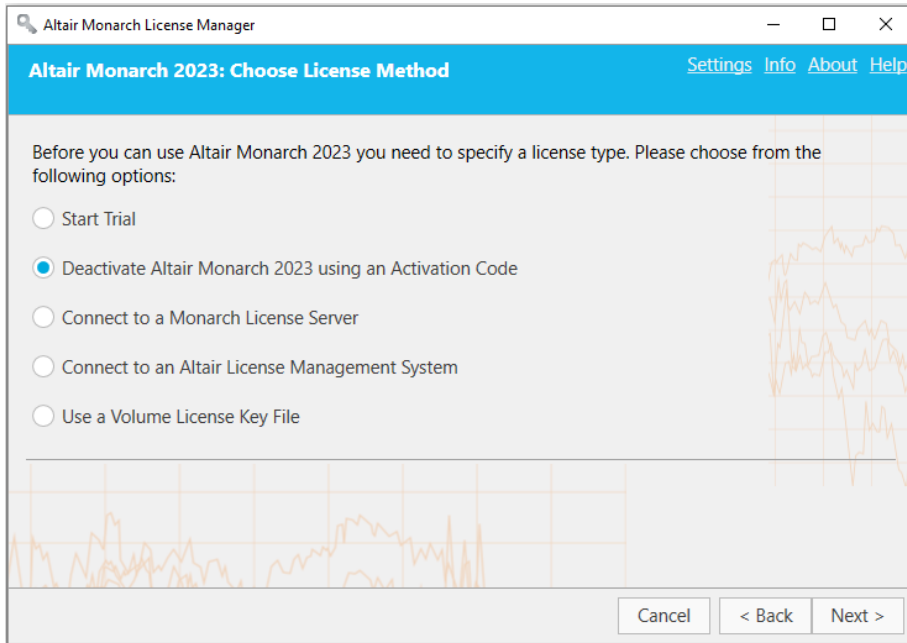 Altair Monarch License Manager
Altair Monarch 2023: Choose License Method
Settings Info About Help
Before you can use Altair Monarch 2023 you need to specify a license type. Please choose from the
following options:
Start Trial
Deactivate Altair Monarch 2023 using an Activation Code
Connect to a Monarch License Server
Connect to an Altair License Management System
Use a Volume License Key File
Cancel < Back Next >